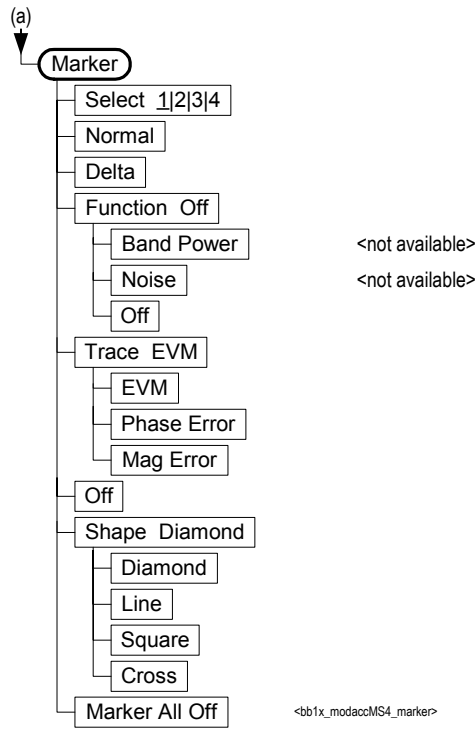 (a)
Marker
Select 1|2|3|4
Normal
Delta
Function Off
Band Power <not available>
Noise <not available>
Off
Trace EVM
EVM
Phase Error
Mag Error
Off
Shape Diamond
Diamond
Line
Square
Cross
Marker All Off <bb1x_modaccMS4_marker>